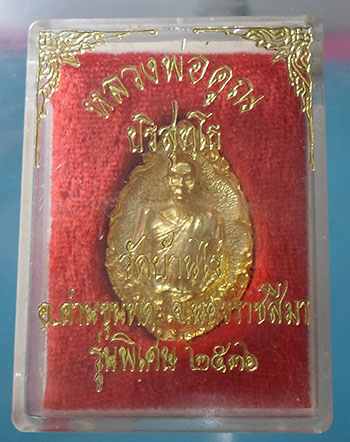 หลวงพ่อคูณ
ปริสุทฺโธ
วัดบ้านไร่
อ.ด่านขุนทด จ.นครราชสีมา
รุ่นพิเศษ ๒๕๓๖